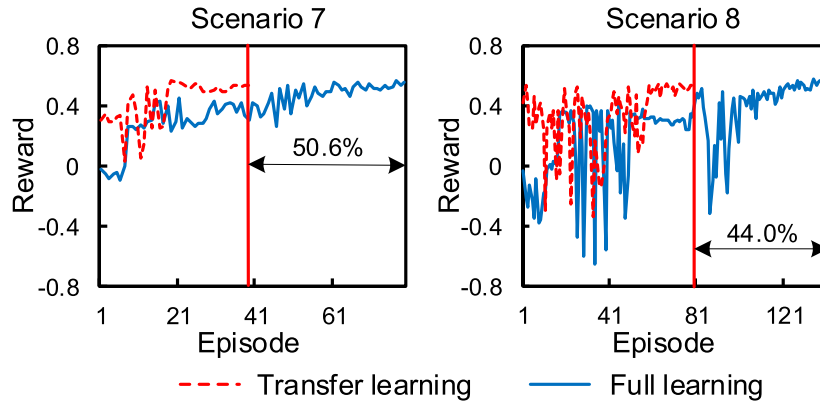 Scenario 7
Scenario 8
0.8
0.4
0
-0.4
-0.8
Reward
50.6%
1
21
41
61
Episode
0.8
0.4
0
-0.4
-0.8
Reward
44.0%
1
41
81
121
Episode
Transfer learning
Full learning